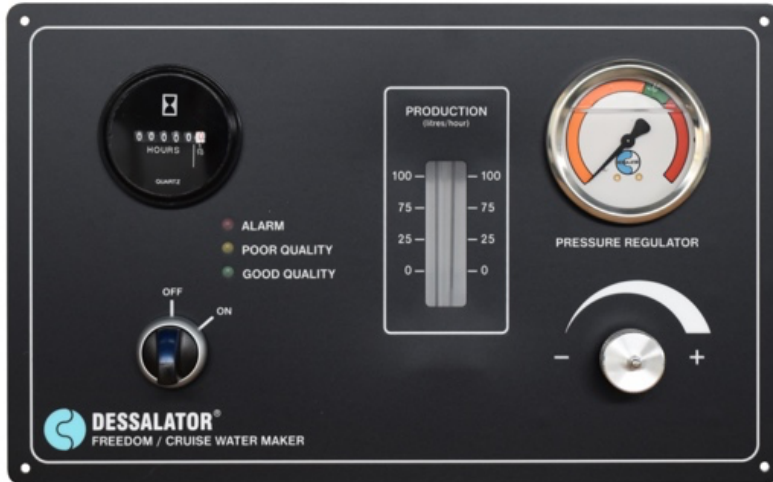 000000
HOURS
QUARTZ
ALARM
POOR QUALITY
GOOD QUALITY
OFF
ON
PRODUCTION
(litres/hour)
100 100
75 75
25 25
0 0
PRESSURE REGULATOR
− +
DESSALATOR®
FREEDOM / CRUISE WATER MAKER